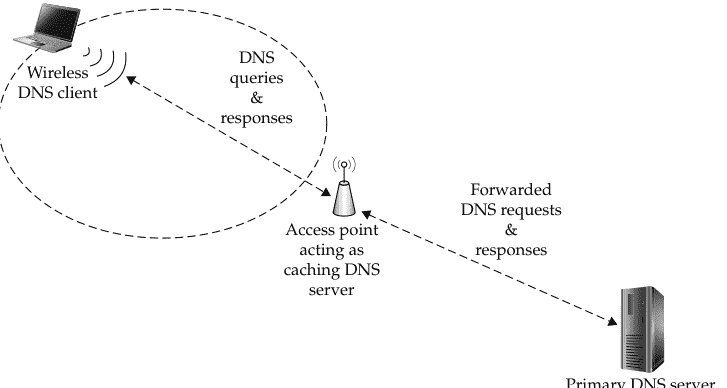 Wireless
DNS client
DNS
queries
&
responses
Access point
acting as
caching DNS
server
Forwarded
DNS requests
&
responses
Primary DNS server